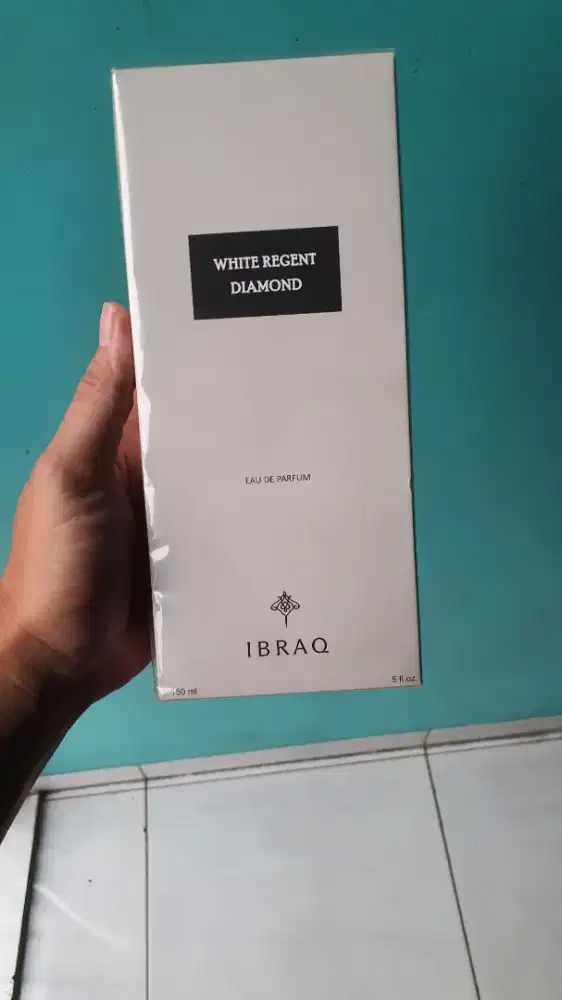 WHITE REGENT
DIAMOND
EAU DE PARFUM
IBRAQ
5 fl oz.